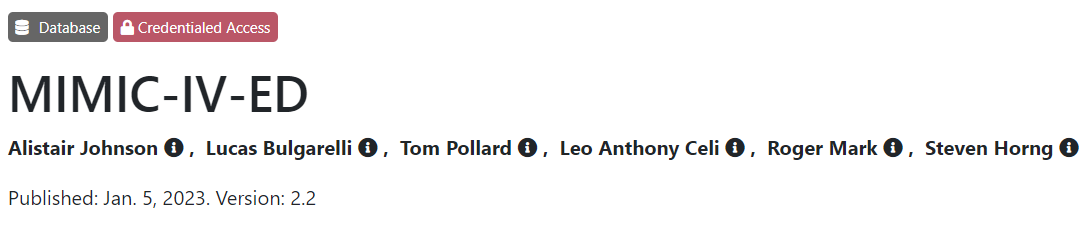 Database Credentialed Access
MIMIC-IV-ED
Alistair Johnson , Lucas Bulgarelli , Tom Pollard , Leo Anthony Celi , Roger Mark , Steven Horng
Published: Jan. 5, 2023. Version: 2.2